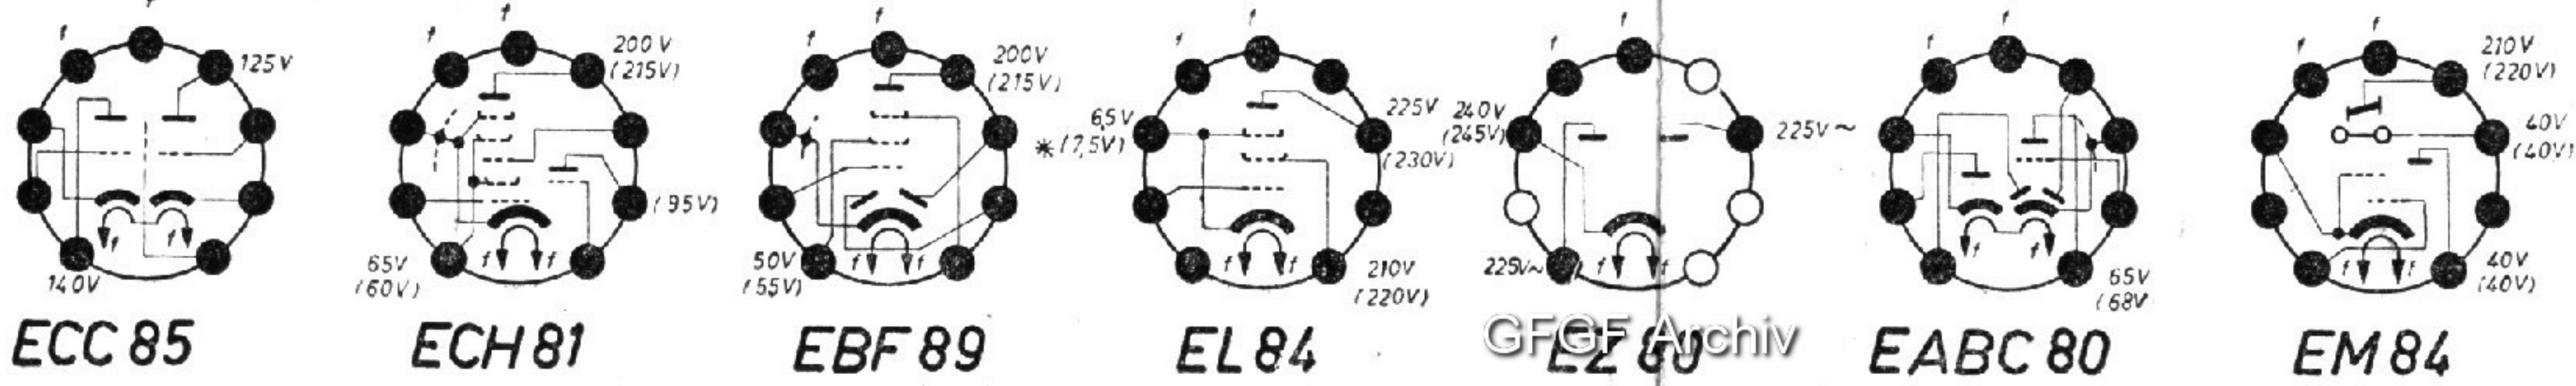 f f 125V
140V
ECC 85
f f 200V
(215V)
(95V)
65V
(60V)
f f
ECH 81
f f 200V
(215V)
50V
(55V)
f f
EBF 89
f f
6,5V
* (7,5V)
225V
(230V)
210V
(220V)
f f
EL 84
f f
240V
(245V)
225V~
225V~
f f
EZ 80
GFGF Archiv
f f
65V
(68V
f f
EABC 80
f f 210V
(220V)
40V
(40V)
40V
(40V)
f f
EM 84